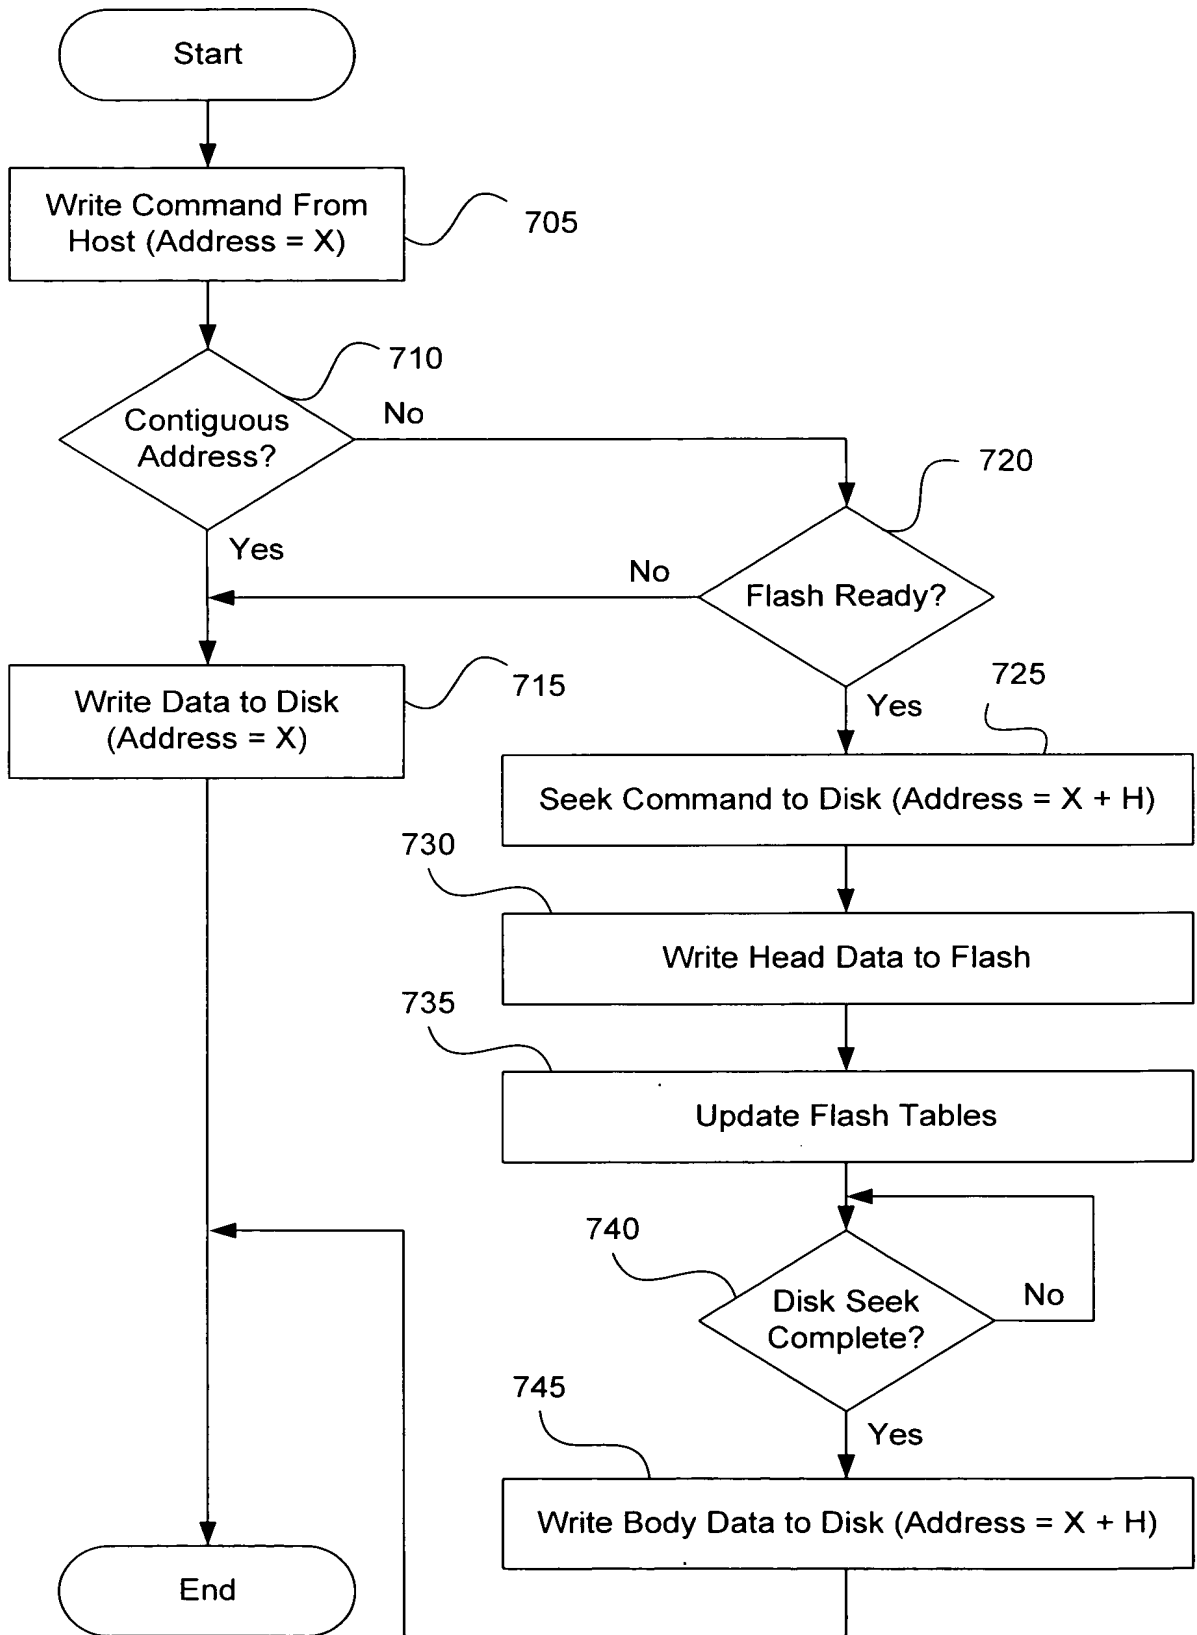 Start
Write Command From
Host (Address = X)
705
710
Contiguous
Address?
No
Yes
720
Flash Ready?
No
Yes
Write Data to Disk
(Address = X)
715
725
Seek Command to Disk (Address = X + H)
730
Write Head Data to Flash
735
Update Flash Tables
740
Disk Seek
Complete?
No
Yes
745
Write Body Data to Disk (Address = X + H)
End